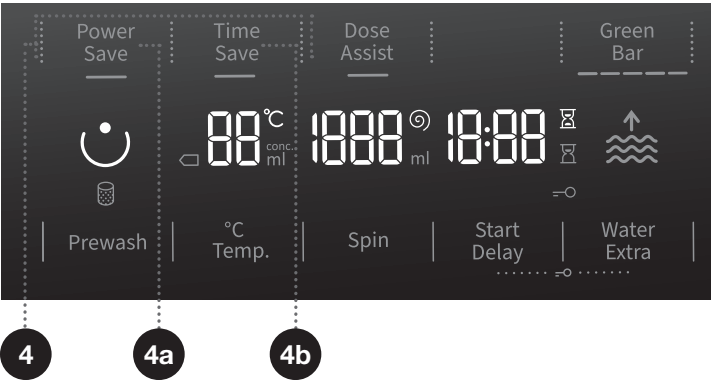 Power Save
Time Save
Dose Assist
Green Bar
88 °C conc. ml
1888 ml
18:88
Prewash
°C Temp.
Spin
Start Delay
Water Extra
4
4a
4b